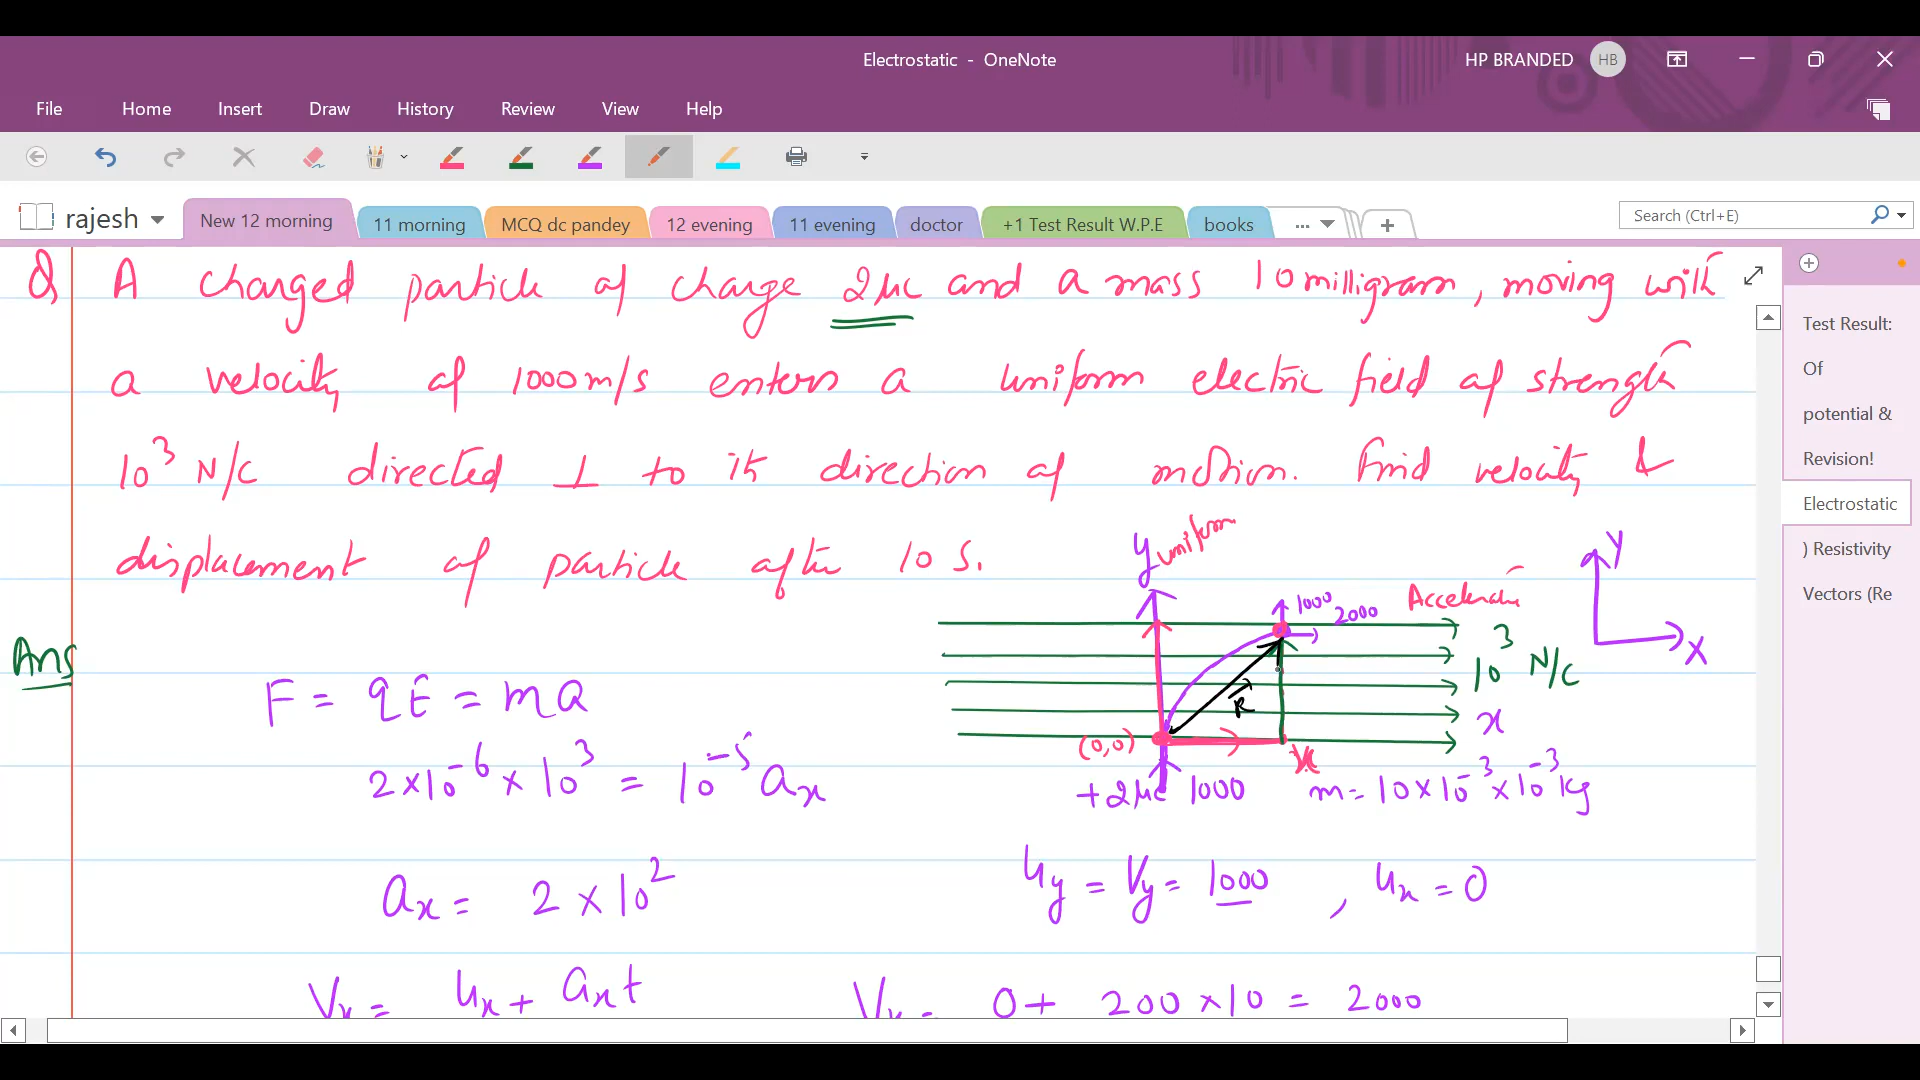 Electrostatic - OneNote
HP BRANDED HB
File Home Insert Draw History Review View Help
rajesh New 12 morning 11 morning MCQ dc pandey 12 evening 11 evening doctor +1 Test Result W.P.E books ... Search (Ctrl+E)
Q A charged particle of charge 2μc and a mass 10 milligram, moving with
a velocity of 1000 m/s enters a uniform electric field of strength
10³ N/C directed ⊥ to its direction of motion. Find velocity &
displacement of particle after 10 S.
y uniform
1000
2000
Accelerate
Y
X
10³ N/C
x
R
(0,0)
x
+2μc 1000
m = 10×10⁻³×10⁻³ kg
Ans
F = qE = ma
2×10⁻⁶×10³ = 10⁻⁵ ax
ax = 2×10²
uy = Vy = 1000 , ux = 0
Vx = ux + axt
Vx = 0+ 200×10 = 2000
Test Result:
Of
potential &
Revision!
Electrostatic
) Resistivity
Vectors (Re